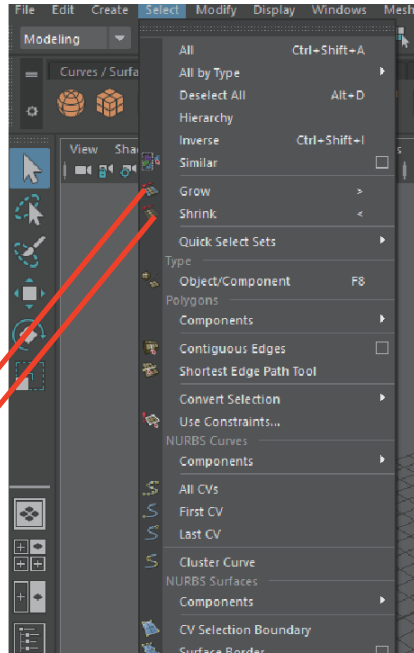 File Edit Create Select Modify Display Windows Mesh
Modeling
All Ctrl+Shift+A
Curves / Surfa
All by Type
Deselect All Alt+D
Hierarchy
Inverse Ctrl+Shift+I
View Sha
Similar
Grow >
Shrink <
Quick Select Sets
Type
Object/Component F8
Polygons
Components
Contiguous Edges
Shortest Edge Path Tool
Convert Selection
Use Constraints...
NURBS Curves
Components
All CVs
First CV
Last CV
Cluster Curve
NURBS Surfaces
Components
CV Selection Boundary
Surface Border